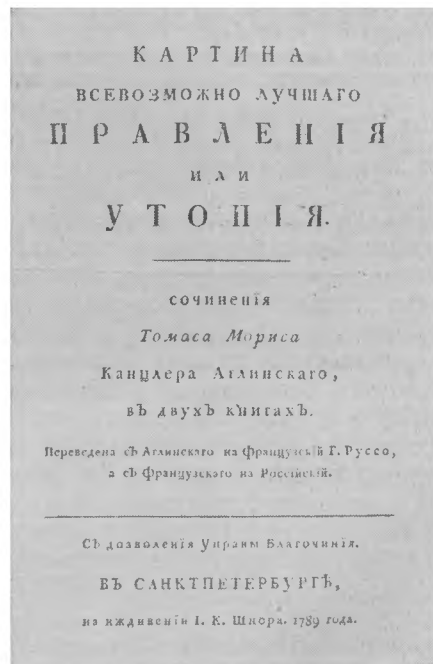 КАРТИНА
ВСЕВОЗМОЖНО ЛУЧШАГО
ПРАВЛЕНІЯ
ИЛИ
УТОПІЯ.
СОЧИНЕНІЯ
Томаса Мориса
Канцлера Аглинскаго,
въ двухъ книгахъ.
Переведена съ Аглинскаго на Французскій Г. Руссо,
а съ Французскаго на Россійскій.
Съ дозволенія Управы Благочинія.
ВЪ САНКТПЕТЕРБУРГѢ,
на иждивеніи І. К. Шнора. 1789 года.